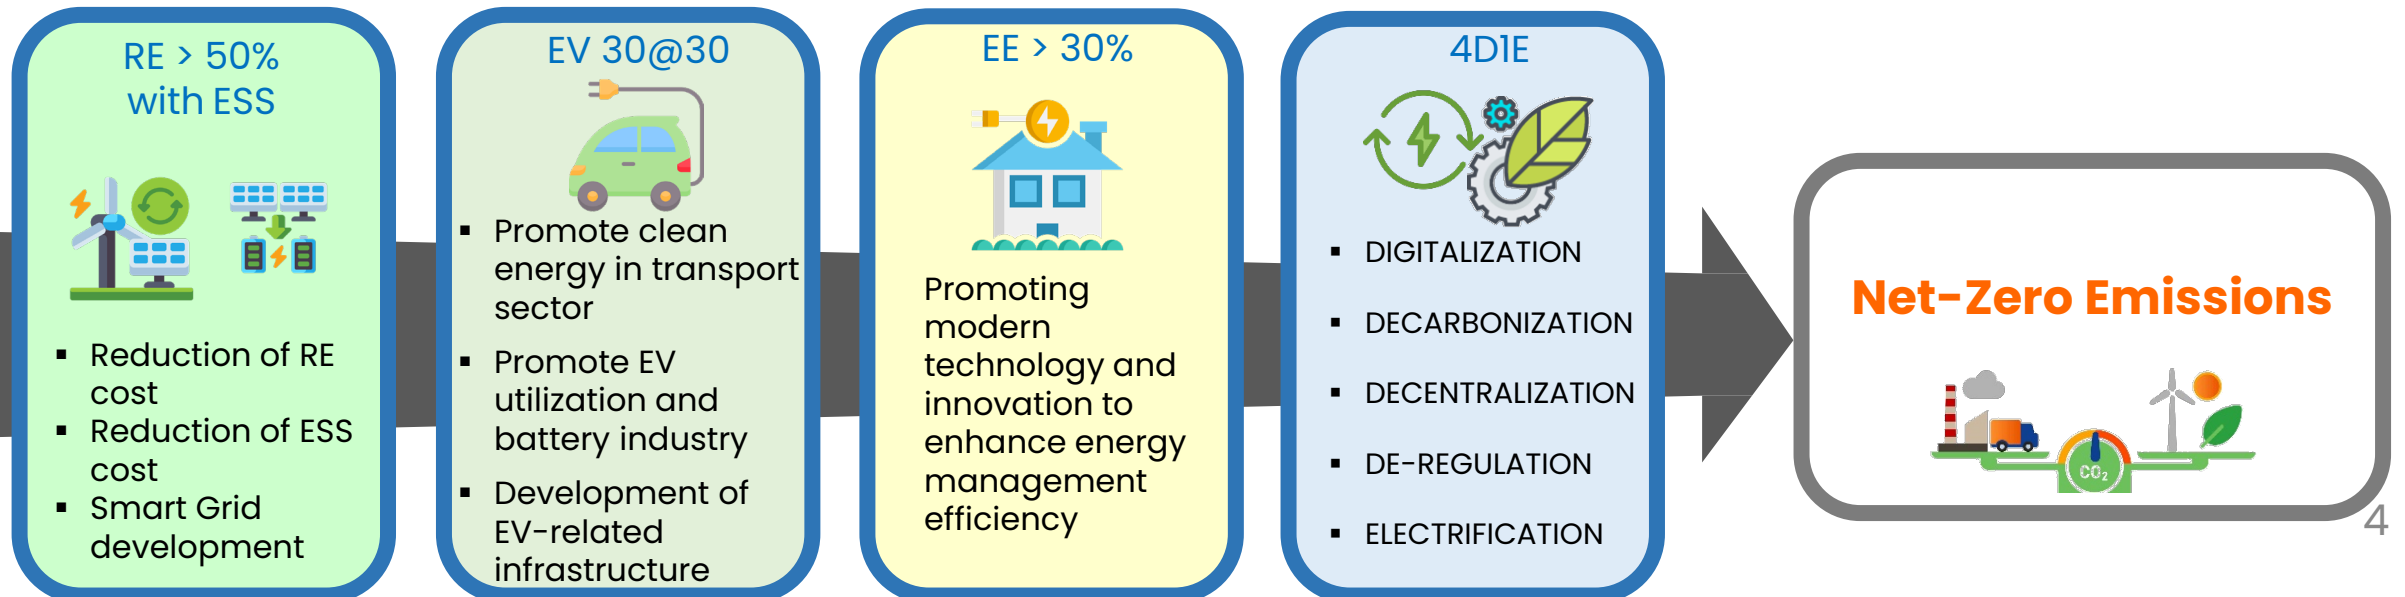 RE > 50%
with ESS
▪ Reduction of RE
cost
▪ Reduction of ESS
cost
▪ Smart Grid
development
EV 30@30
▪ Promote clean
energy in transport
sector
▪ Promote EV
utilization and
battery industry
▪ Development of
EV-related
infrastructure
EE > 30%
Promoting
modern
technology and
innovation to
enhance energy
management
efficiency
4D1E
▪ DIGITALIZATION
▪ DECARBONIZATION
▪ DECENTRALIZATION
▪ DE-REGULATION
▪ ELECTRIFICATION
Net-Zero Emissions
CO₂
4